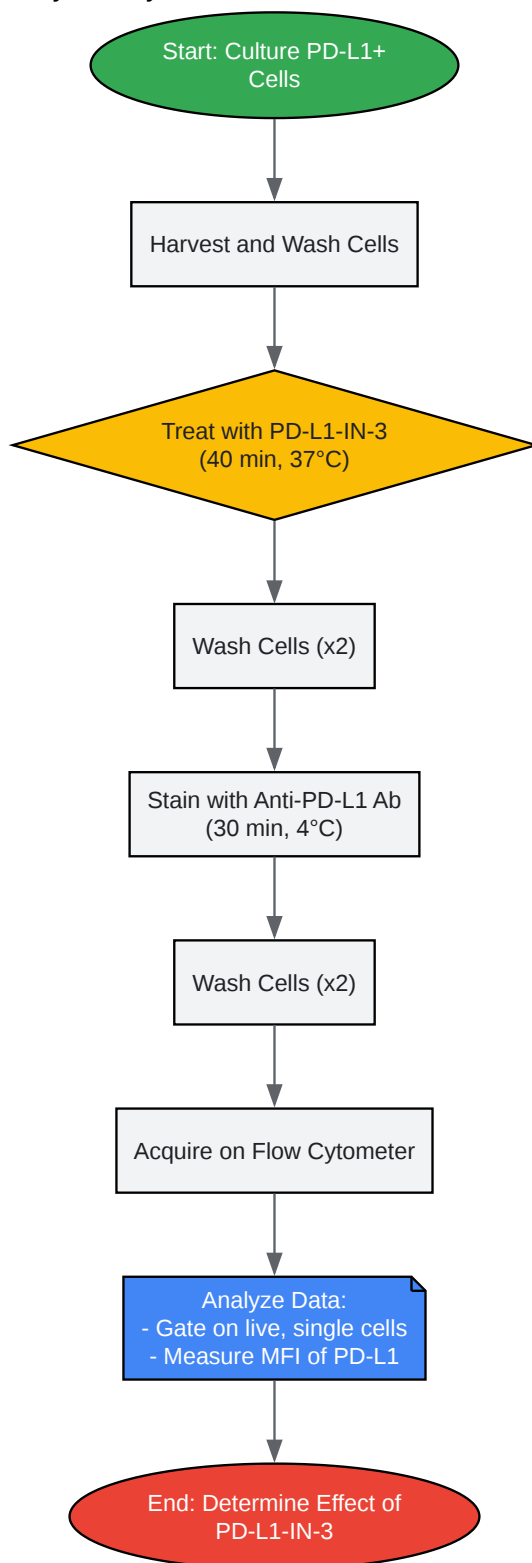 Start: Culture PD-L1+
Cells
Harvest and Wash Cells
Treat with PD-L1-IN-3
(40 min, 37°C)
Wash Cells (x2)
Stain with Anti-PD-L1 Ab
(30 min, 4°C)
Wash Cells (x2)
Acquire on Flow Cytometer
Analyze Data:
- Gate on live, single cells
- Measure MFI of PD-L1
End: Determine Effect of
PD-L1-IN-3